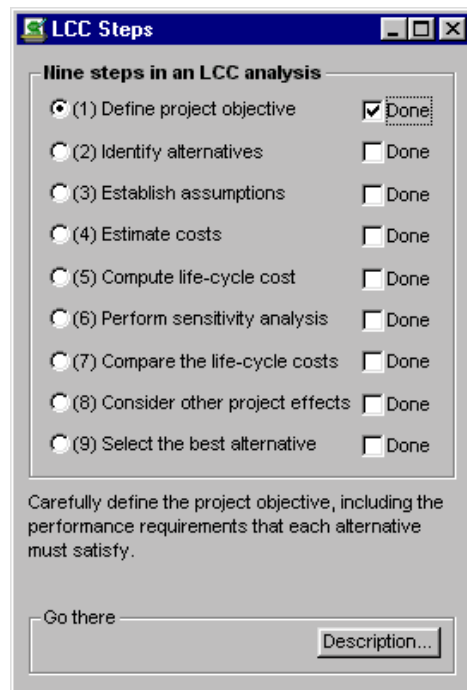 LCC Steps
Nine steps in an LCC analysis
(1) Define project objective Done
(2) Identify alternatives Done
(3) Establish assumptions Done
(4) Estimate costs Done
(5) Compute life-cycle cost Done
(6) Perform sensitivity analysis Done
(7) Compare the life-cycle costs Done
(8) Consider other project effects Done
(9) Select the best alternative Done
Carefully define the project objective, including the
performance requirements that each alternative
must satisfy.
Go there
Description...